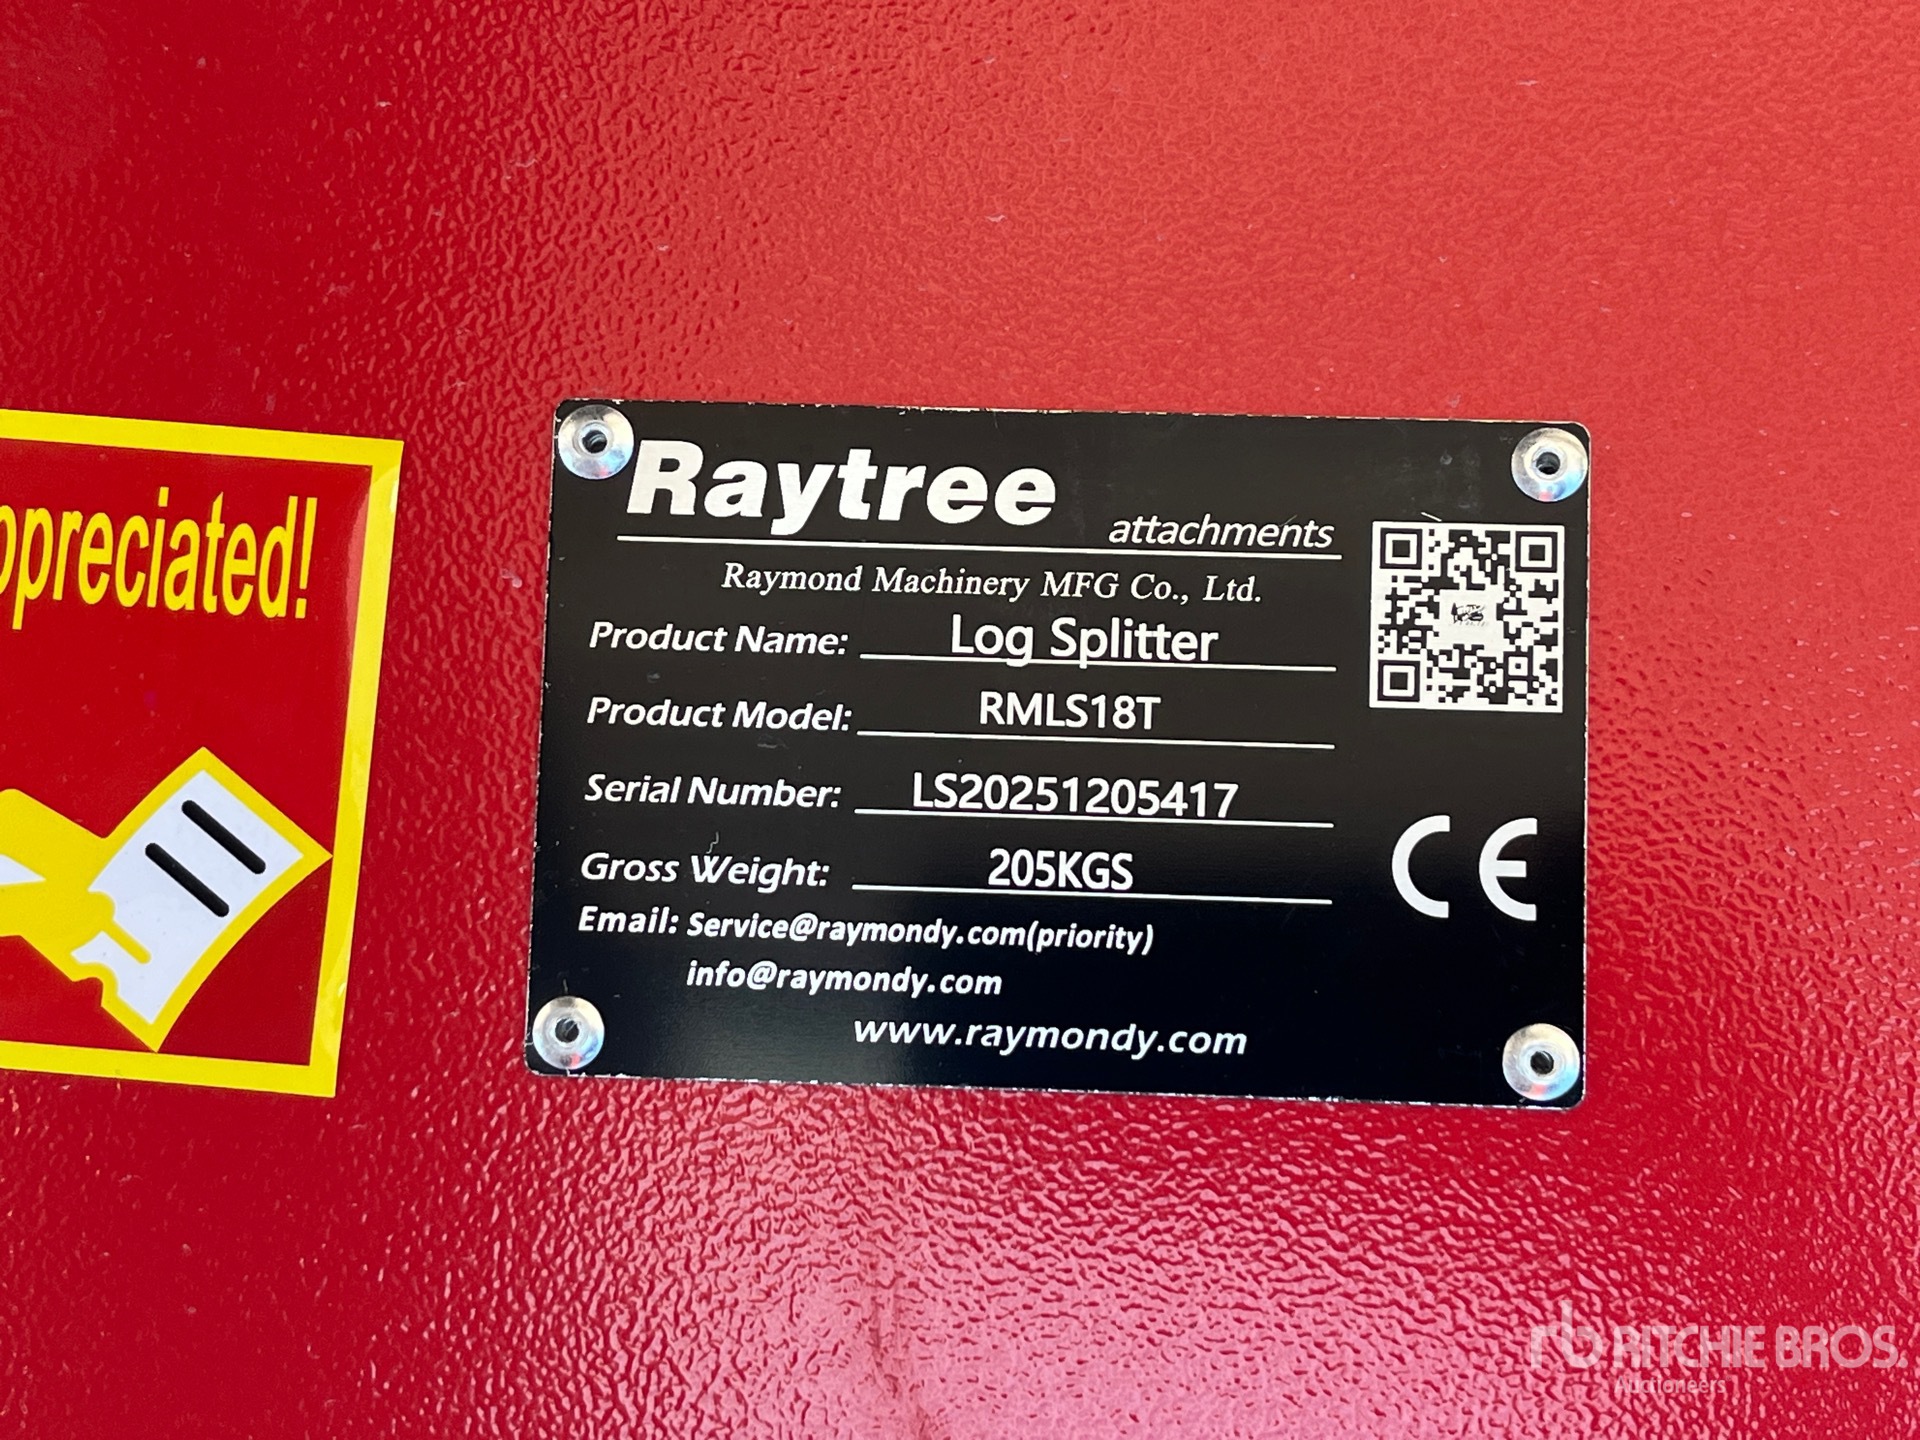 ppreciated!
Raytree
attachments
Raymond Machinery MFG Co., Ltd.
Product Name: Log Splitter
Product Model: RMLS18T
Serial Number: LS20251205417
Gross Weight: 205KGS
Email: Service@raymondy.com(priority)
info@raymondy.com
www.raymondy.com
CE
rb RITCHIE BROS.
Auctioneers